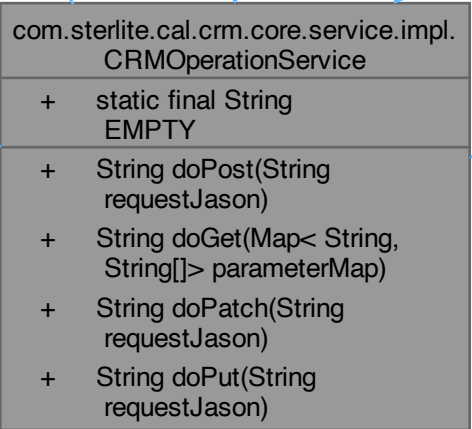 com.sterlite.cal.crm.core.service.impl.
CRMOperationService
+ static final String
EMPTY
+ String doPost(String
requestJason)
+ String doGet(Map< String,
String[]> parameterMap)
+ String doPatch(String
requestJason)
+ String doPut(String
requestJason)